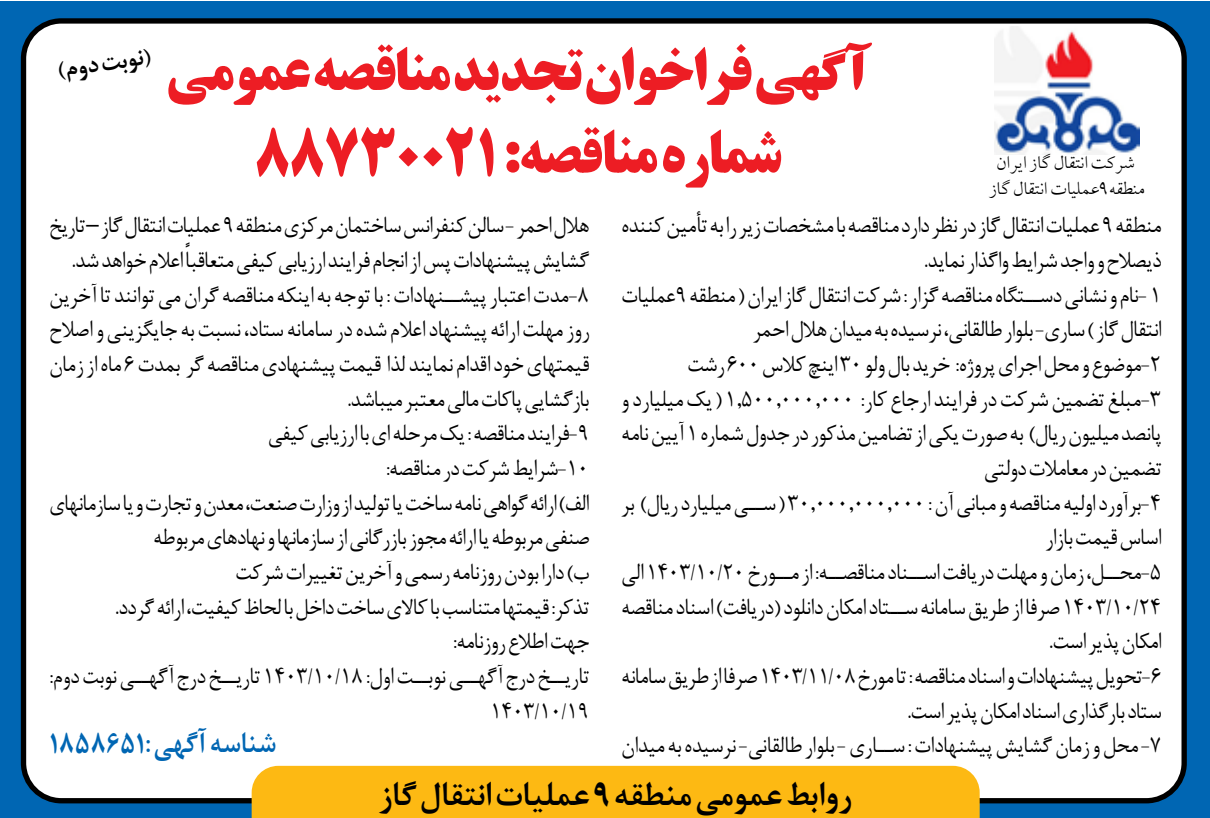 آگهی فراخوان تجدید مناقصه عمومی
(نوبت دوم)
شماره مناقصه: ۸۸۷۳۰۰۲۱
شرکت انتقال گاز ایران
منطقه ۹عملیات انتقال گاز
منطقه ۹ عملیات انتقال گاز در نظر دارد مناقصه با مشخصات زیر را به تأمین کننده
ذیصلاح و واجد شرایط واگذار نماید.
۱ -نام و نشانی دستگاه مناقصه گزار : شرکت انتقال گاز ایران ( منطقه ۹عملیات
انتقال گاز ) ساری- بلوار طالقانی، نرسیده به میدان هلال احمر
۲-موضوع و محل اجرای پروژه: خرید بال ولو ۳۰ اینچ کلاس ۶۰۰ رشت
۳-مبلغ تضمین شرکت در فرایند ارجاع کار: ۱,۵۰۰,۰۰۰,۰۰۰ ( یک میلیارد و
پانصد میلیون ریال) به صورت یکی از تضامین مذکور در جدول شماره ۱ آیین نامه
تضمین در معاملات دولتی
۴-برآورد اولیه مناقصه و مبانی آن : ۳۰,۰۰۰,۰۰۰,۰۰۰ ( سی میلیارد ریال) بر
اساس قیمت بازار
۵-محل، زمان و مهلت دریافت اسناد مناقصه: از مورخ ۱۴۰۳/۱۰/۲۰ الی
۱۴۰۳/۱۰/۲۴ صرفا از طریق سامانه ستاد امکان دانلود (دریافت) اسناد مناقصه
امکان پذیر است.
۶-تحویل پیشنهادات و اسناد مناقصه : تا مورخ ۱۴۰۳/۱۱/۰۸ صرفا از طریق سامانه
ستاد بارگذاری اسناد امکان پذیر است.
۷- محل و زمان گشایش پیشنهادات : ساری - بلوار طالقانی- نرسیده به میدان
هلال احمر - سالن کنفرانس ساختمان مرکزی منطقه ۹ عملیات انتقال گاز – تاریخ
گشایش پیشنهادات پس از انجام فرایند ارزیابی کیفی متعاقباً اعلام خواهد شد.
۸-مدت اعتبار پیشنهادات : با توجه به اینکه مناقصه گران می توانند تا آخرین
روز مهلت ارائه پیشنهاد اعلام شده در سامانه ستاد، نسبت به جایگزینی و اصلاح
قیمتهای خود اقدام نمایند لذا قیمت پیشنهادی مناقصه گر بمدت ۶ ماه از زمان
بازگشایی پاکات مالی معتبر میباشد.
۹-فرایند مناقصه : یک مرحله ای با ارزیابی کیفی
۱۰-شرایط شرکت در مناقصه:
الف) ارائه گواهی نامه ساخت یا تولید از وزارت صنعت، معدن و تجارت و یا سازمانهای
صنفی مربوطه یا ارائه مجوز بازرگانی از سازمانها و نهادهای مربوطه
ب) دارا بودن روزنامه رسمی و آخرین تغییرات شرکت
تذکر: قیمتها متناسب با کالای ساخت داخل با لحاظ کیفیت، ارائه گردد.
جهت اطلاع روزنامه:
تاریخ درج آگهی نوبت اول: ۱۴۰۳/۱۰/۱۸ تاریخ درج آگهی نوبت دوم:
۱۴۰۳/۱۰/۱۹
شناسه آگهی :۱۸۵۸۶۵۱
روابط عمومی منطقه ۹ عملیات انتقال گاز